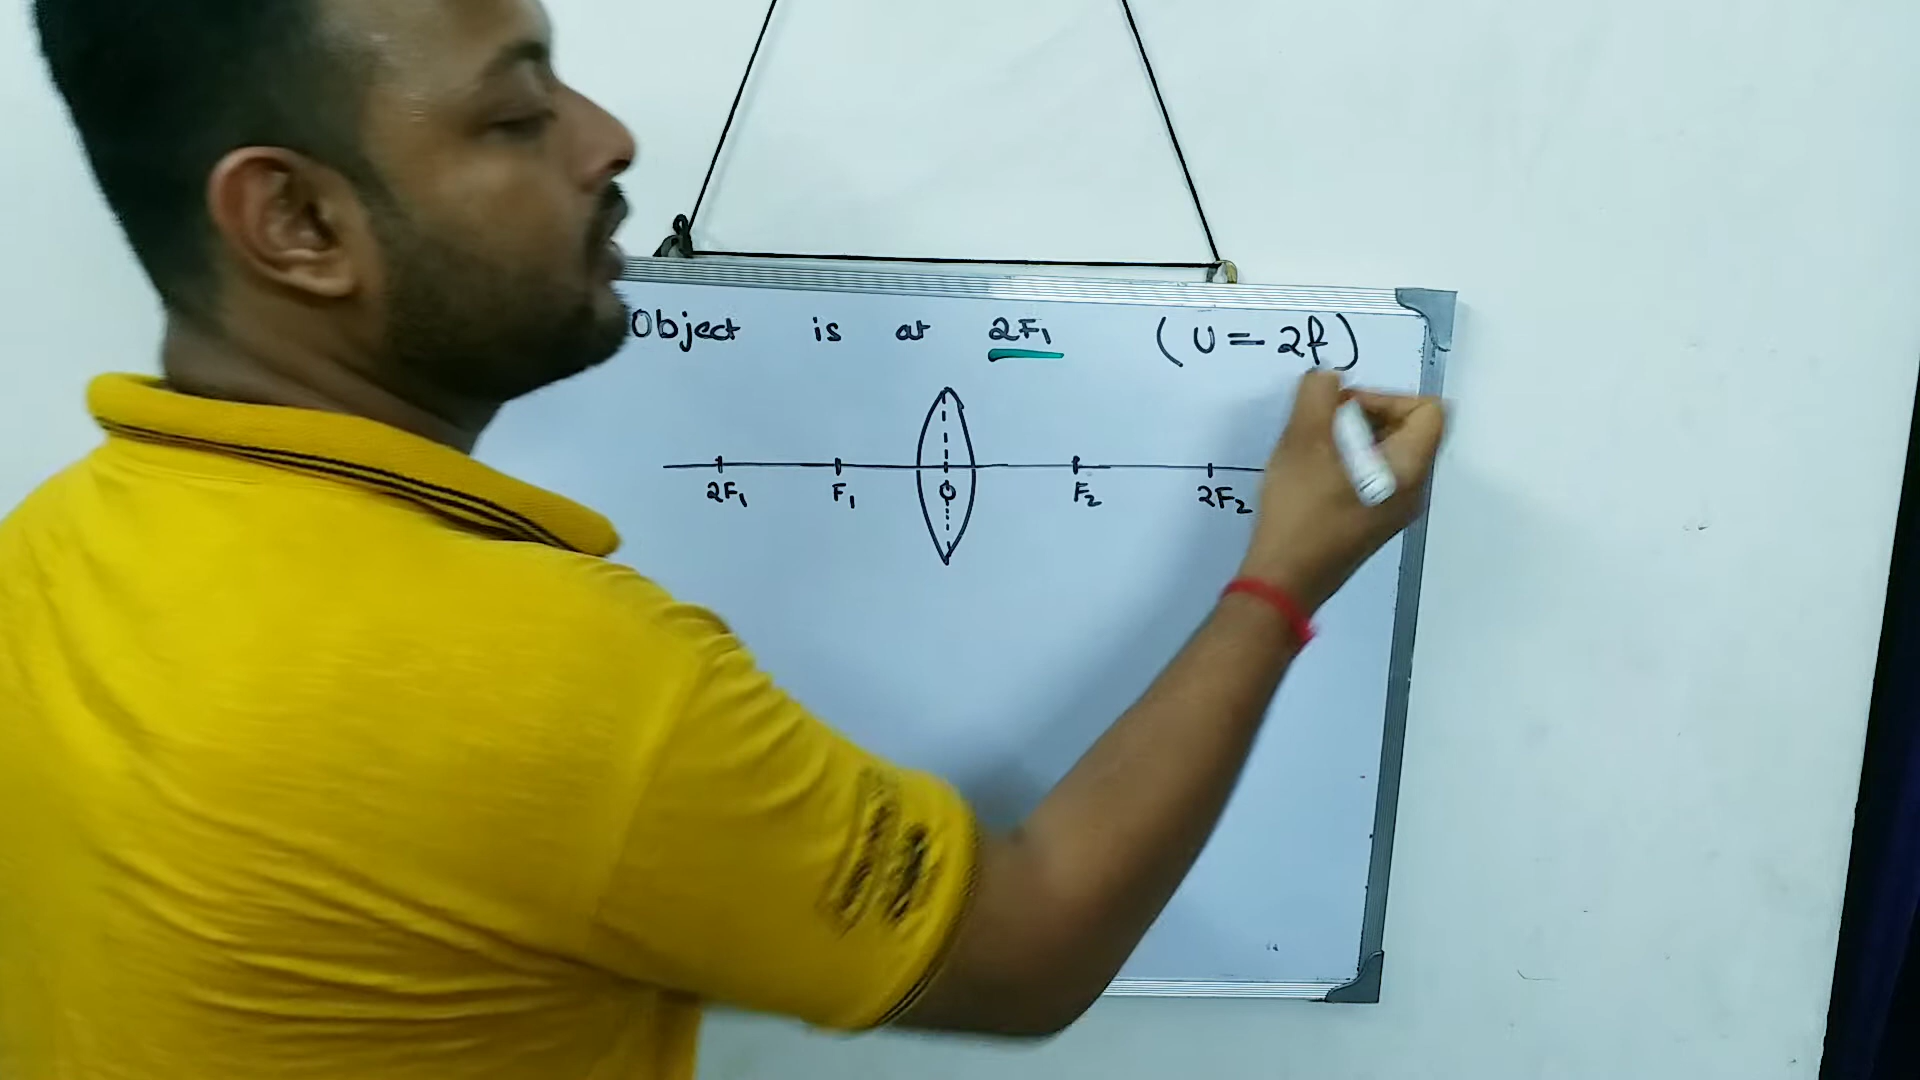 Object is at 2F₁ (U = 2f)
2F₁ F₁ O F₂ 2F₂